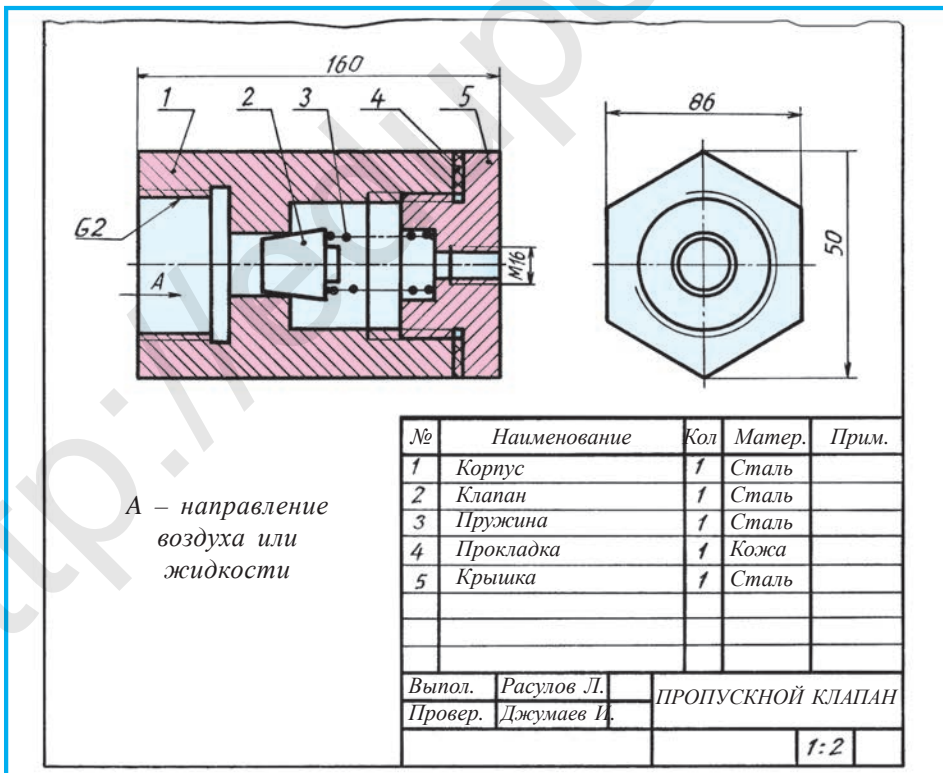 160
1 2 3 4 5
86
G2
A
M16
50
А – направление
воздуха или
жидкости
№ Наименование Кол Матер. Прим.
1 Корпус 1 Сталь
2 Клапан 1 Сталь
3 Пружина 1 Сталь
4 Прокладка 1 Кожа
5 Крышка 1 Сталь
Выпол. Расулов Л.
Провер. Джумаев И.
ПРОПУСКНОЙ КЛАПАН
1:2